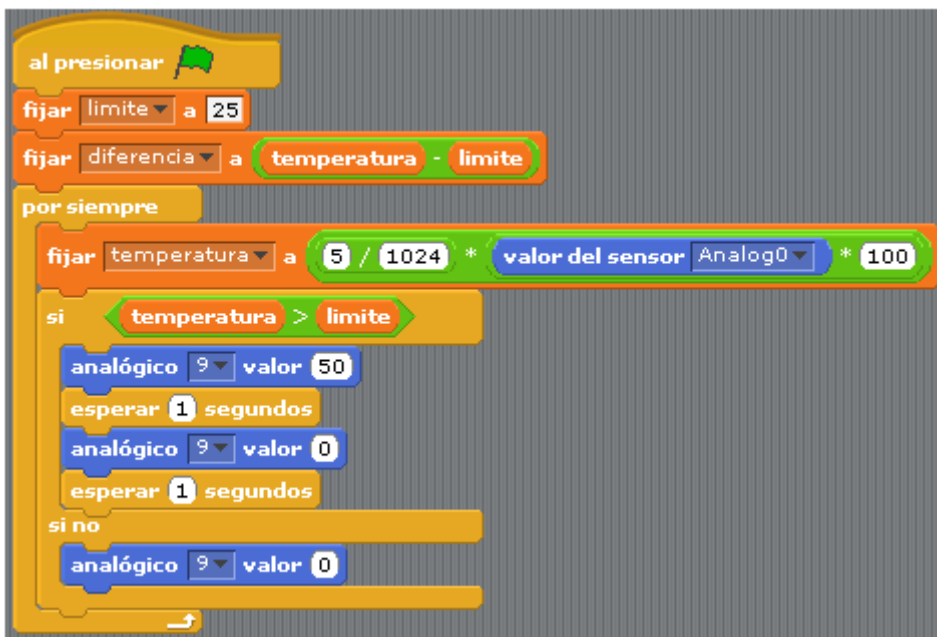 al presionar
fijar limite a 25
fijar diferencia a temperatura - limite
por siempre
fijar temperatura a 5 / 1024 * valor del sensor Analog0 * 100
si temperatura > limite
analógico 9 valor 50
esperar 1 segundos
analógico 9 valor 0
esperar 1 segundos
si no
analógico 9 valor 0